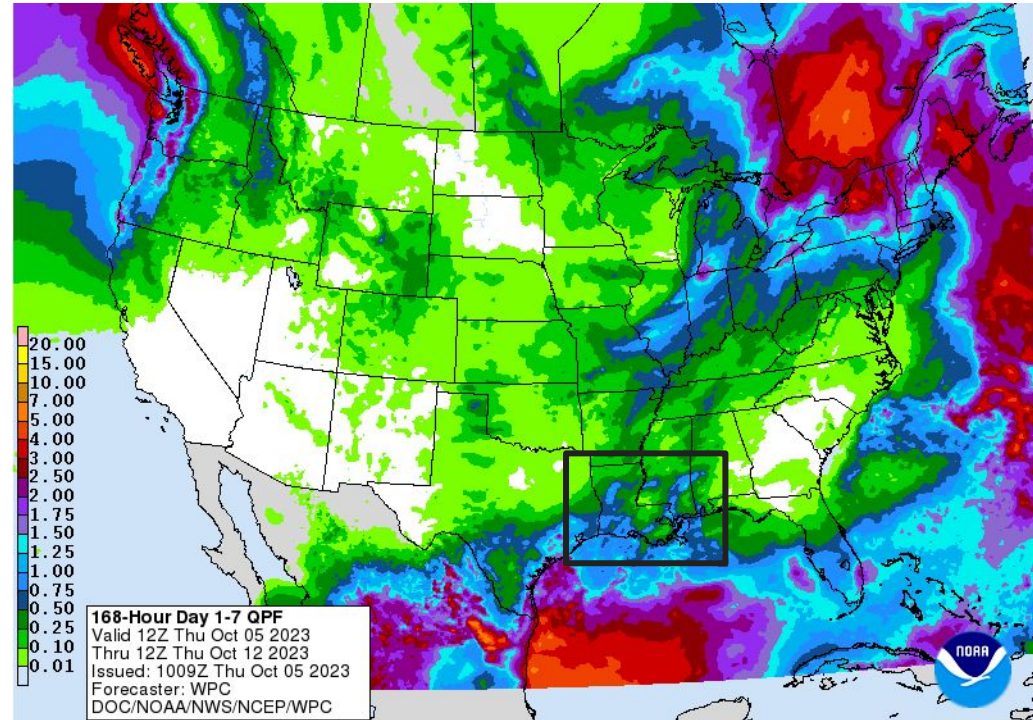 20.00
15.00
10.00
7.00
5.00
4.00
3.00
2.50
2.00
1.75
1.50
1.25
1.00
0.75
0.50
0.25
0.10
0.01
168-Hour Day 1-7 QPF
Valid 12Z Thu Oct 05 2023
Thru 12Z Thu Oct 12 2023
Issued: 1009Z Thu Oct 05 2023
Forecaster: WPC
DOC/NOAA/NWS/NCEP/WPC
NOAA